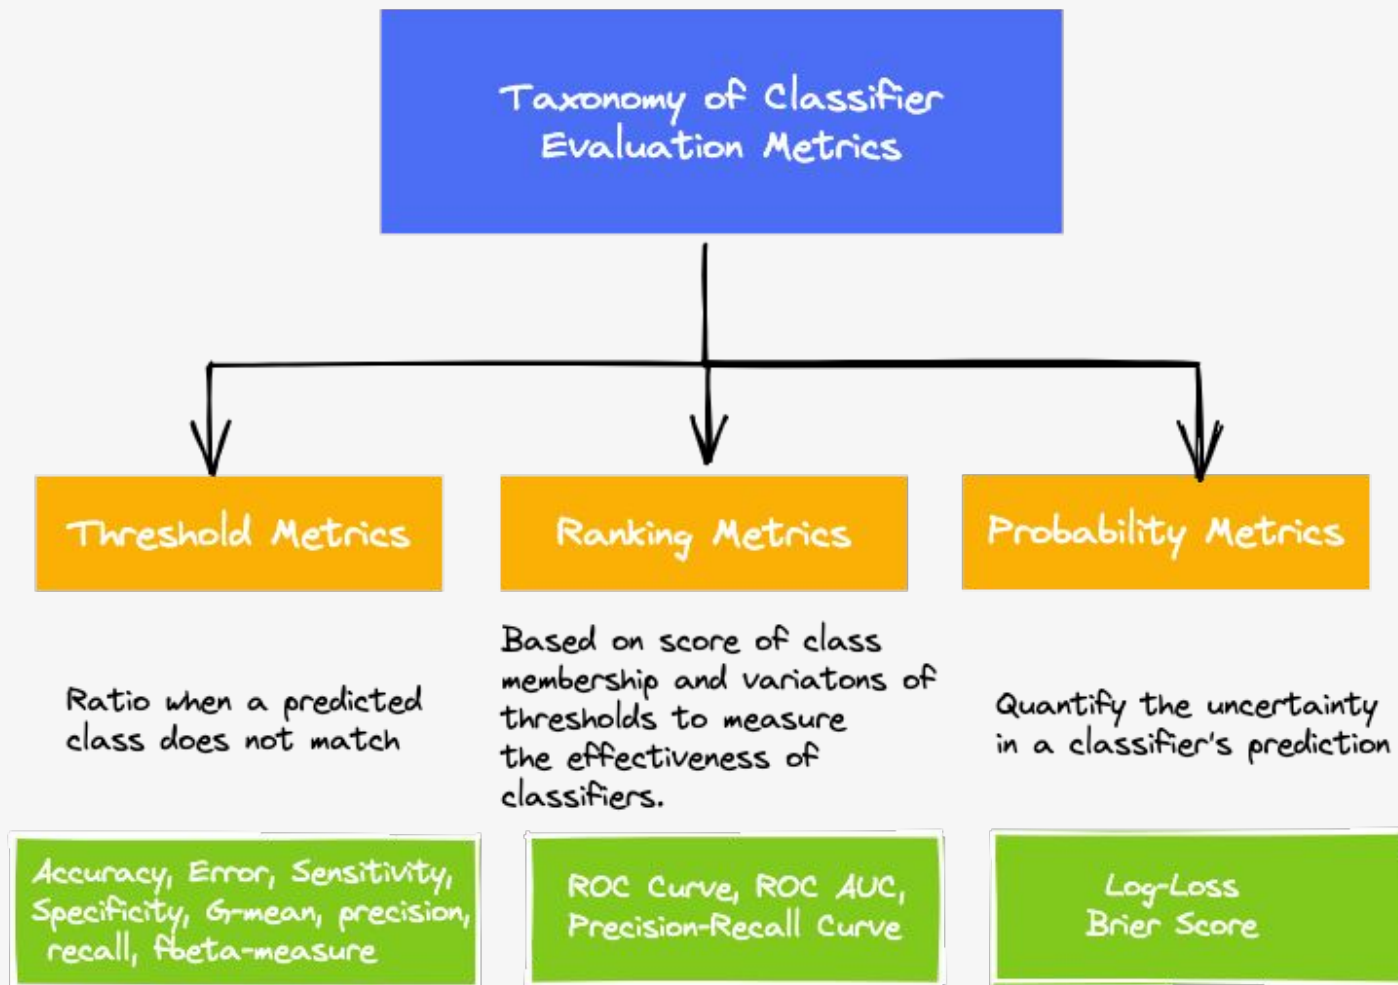 Taxonomy of Classifier
Evaluation Metrics
Threshold Metrics
Ranking Metrics
Probability Metrics
Ratio when a predicted
class does not match
Based on score of class
membership and variatons of
thresholds to measure
the effectiveness of
classifiers.
Quantify the uncertainty
in a classifier's prediction
Accuracy, Error, Sensitivity,
Specificity, G-mean, precision,
recall, fbeta-measure
ROC Curve, ROC AUC,
Precision-Recall Curve
Log-Loss
Brier Score